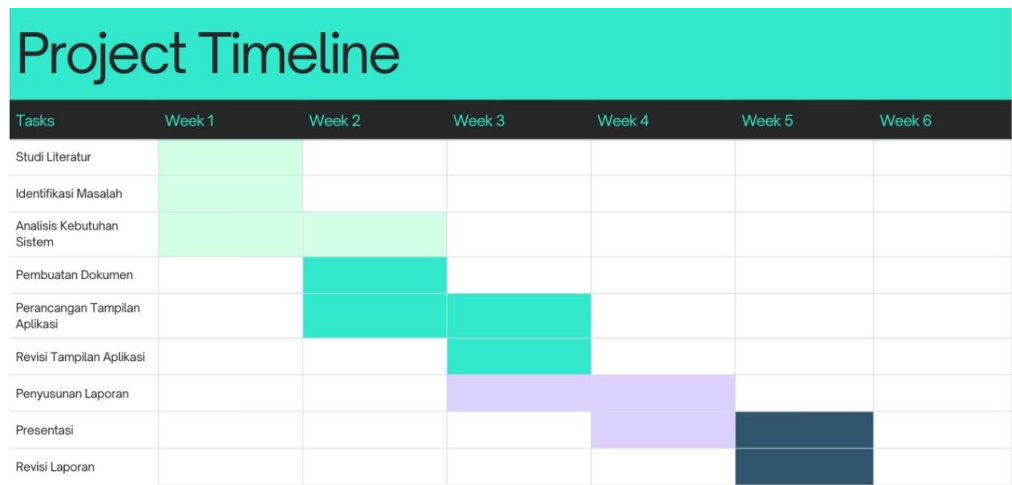 Project Timeline
Tasks Week 1 Week 2 Week 3 Week 4 Week 5 Week 6
Studi Literatur
Identifikasi Masalah
Analisis Kebutuhan
Sistem
Pembuatan Dokumen
Perancangan Tampilan
Aplikasi
Revisi Tampilan Aplikasi
Penyusunan Laporan
Presentasi
Revisi Laporan